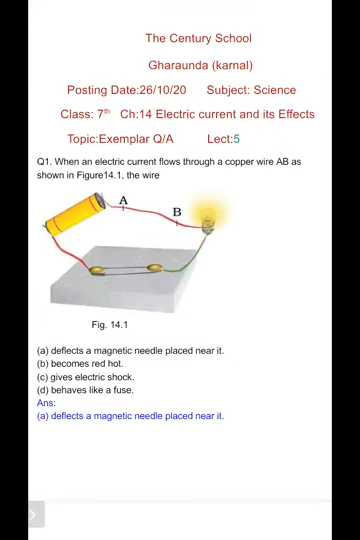 The Century School
Gharaunda (karnal)
Posting Date:26/10/20 Subject: Science
Class: 7th Ch:14 Electric current and its Effects
Topic:Exemplar Q/A Lect:5
Q1. When an electric current flows through a copper wire AB as
shown in Figure14.1, the wire
A
B
Fig. 14.1
(a) deflects a magnetic needle placed near it.
(b) becomes red hot.
(c) gives electric shock.
(d) behaves like a fuse.
Ans:
(a) deflects a magnetic needle placed near it.